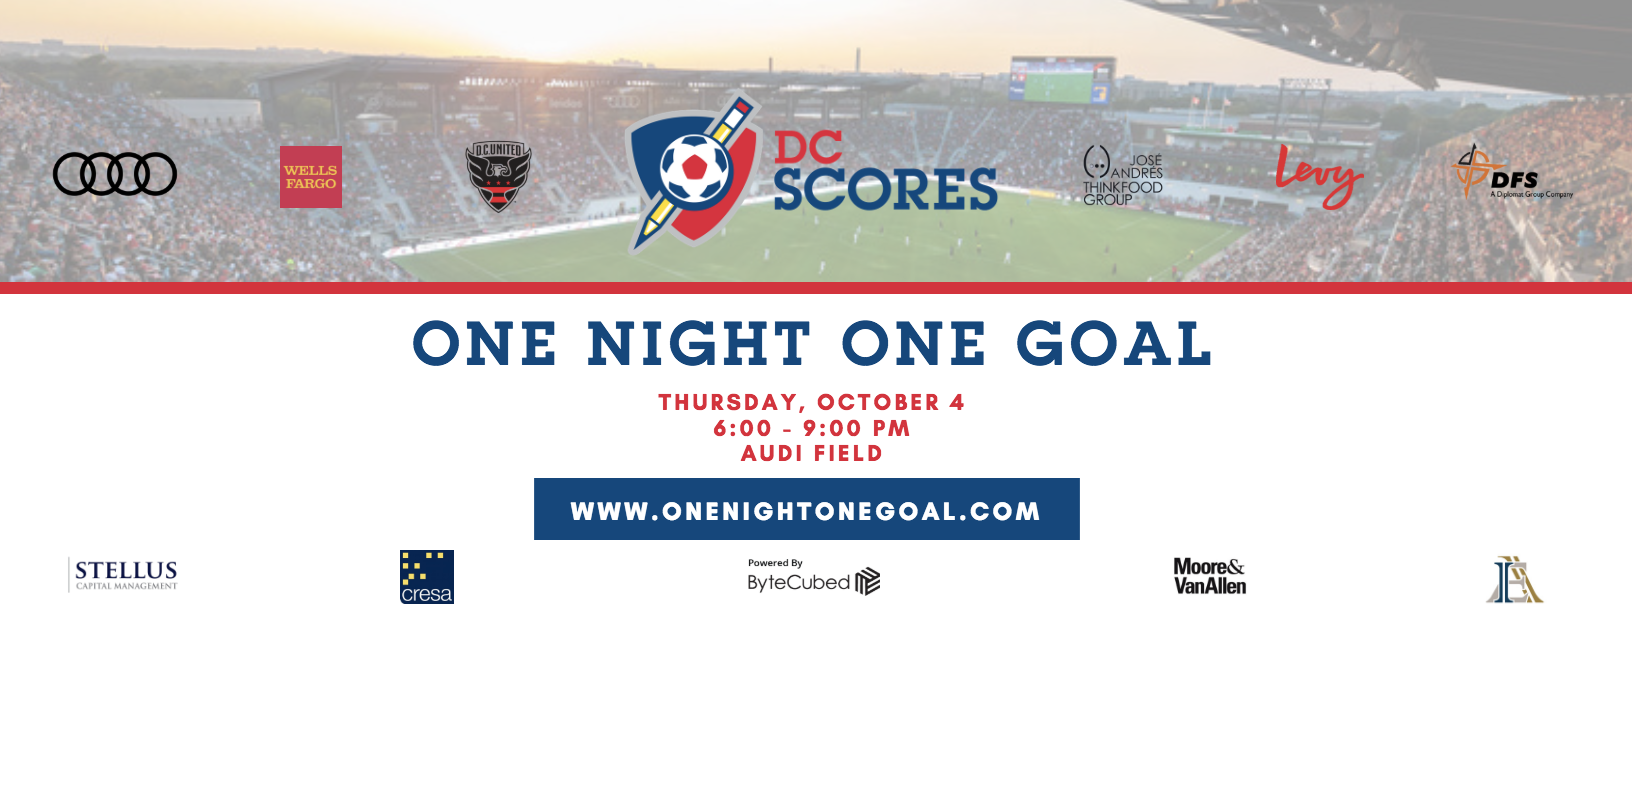 WELLS
FARGO
D.C.UNITED
DC
SCORES
JOSÉ
ANDRÉS
THINKFOOD
GROUP
Levy
DFS
A Diplomat Group Company
ONE NIGHT ONE GOAL
THURSDAY, OCTOBER 4
6:00 - 9:00 PM
AUDI FIELD
WWW.ONENIGHTONEGOAL.COM
STELLUS
CAPITAL MANAGEMENT
cresa
Powered By
ByteCubed
Moore&
VanAllen